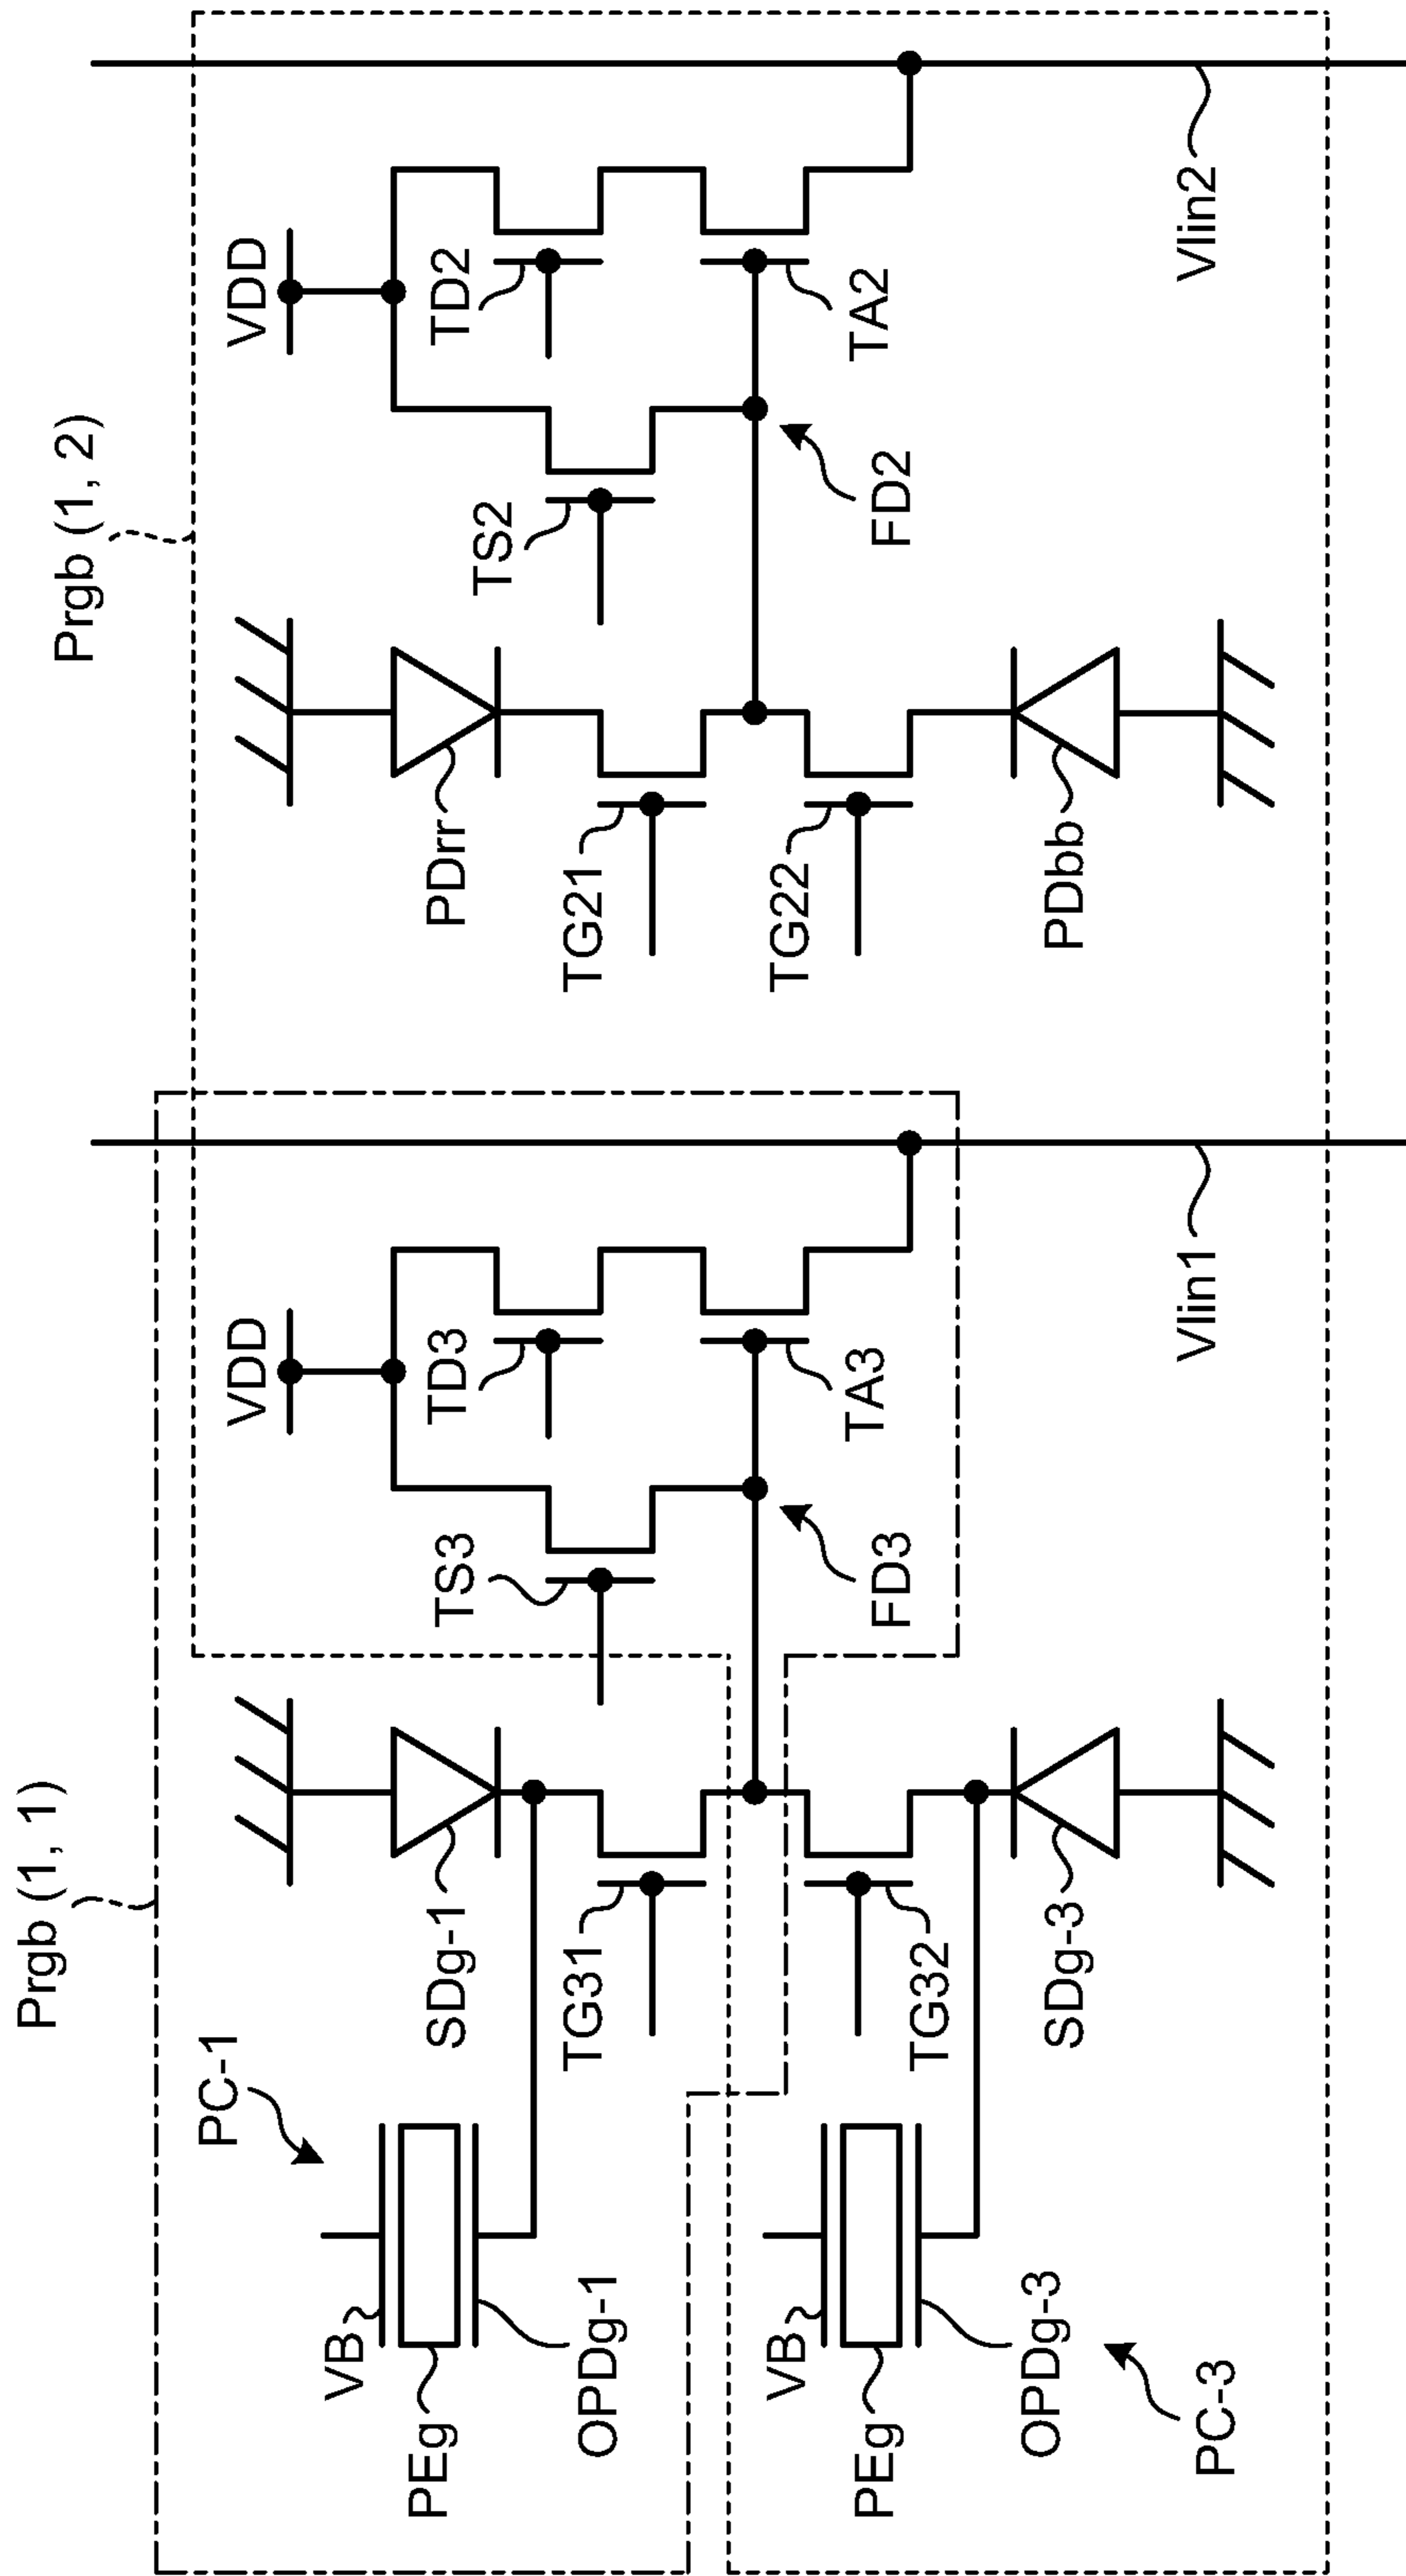 Prgb (1, 1)
Prgb (1, 2)
PC-1
VB
PEg
OPDg-1
SDg-1
TG31
TS3
VDD
TD3
TA3
FD3
PDrr
TG21
TS2
VDD
TD2
TA2
FD2
VB
PEg
OPDg-3
PC-3
TG32
SDg-3
Vlin1
TG22
PDbb
Vlin2